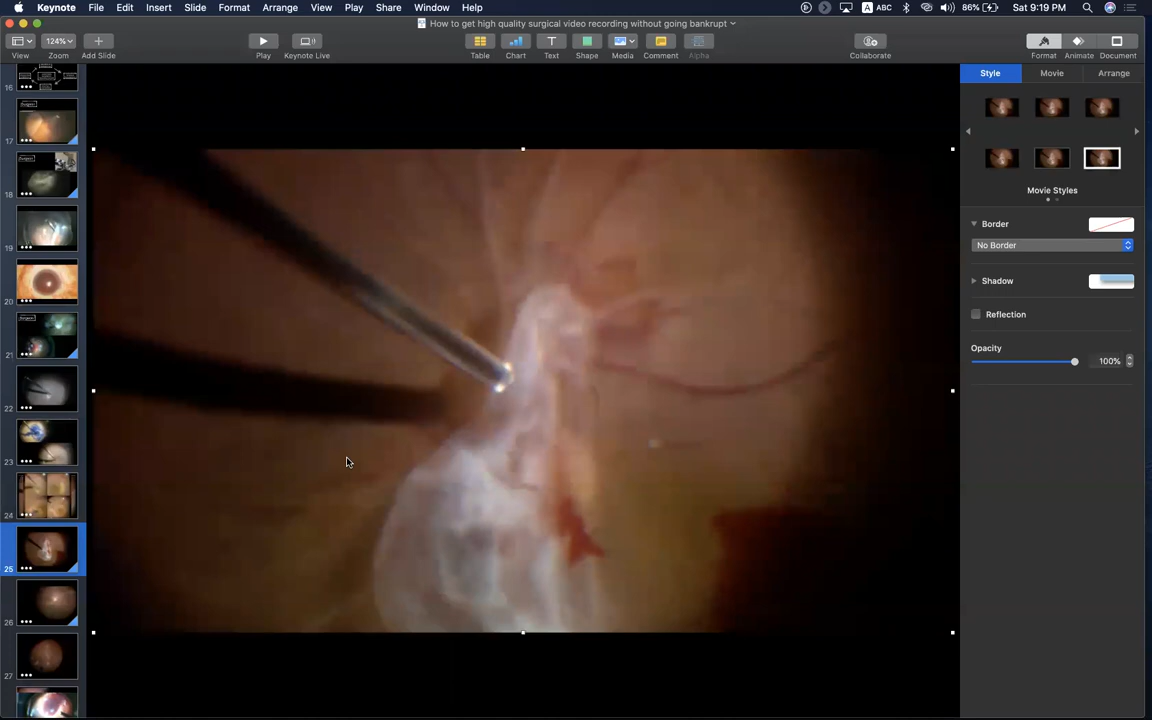 Keynote File Edit Insert Slide Format Arrange View Play Share Window Help A ABC 86% Sat 9:19 PM
How to get high quality surgical video recording without going bankrupt
124%
View Zoom Add Slide Play Keynote Live Table Chart Text Shape Media Comment Alpha Collaborate Format Animate Document
Style Movie Arrange
16
17
18
19
20
21
22
23
24
25
26
27
Movie Styles
Border
No Border
Shadow
Reflection
Opacity
100%